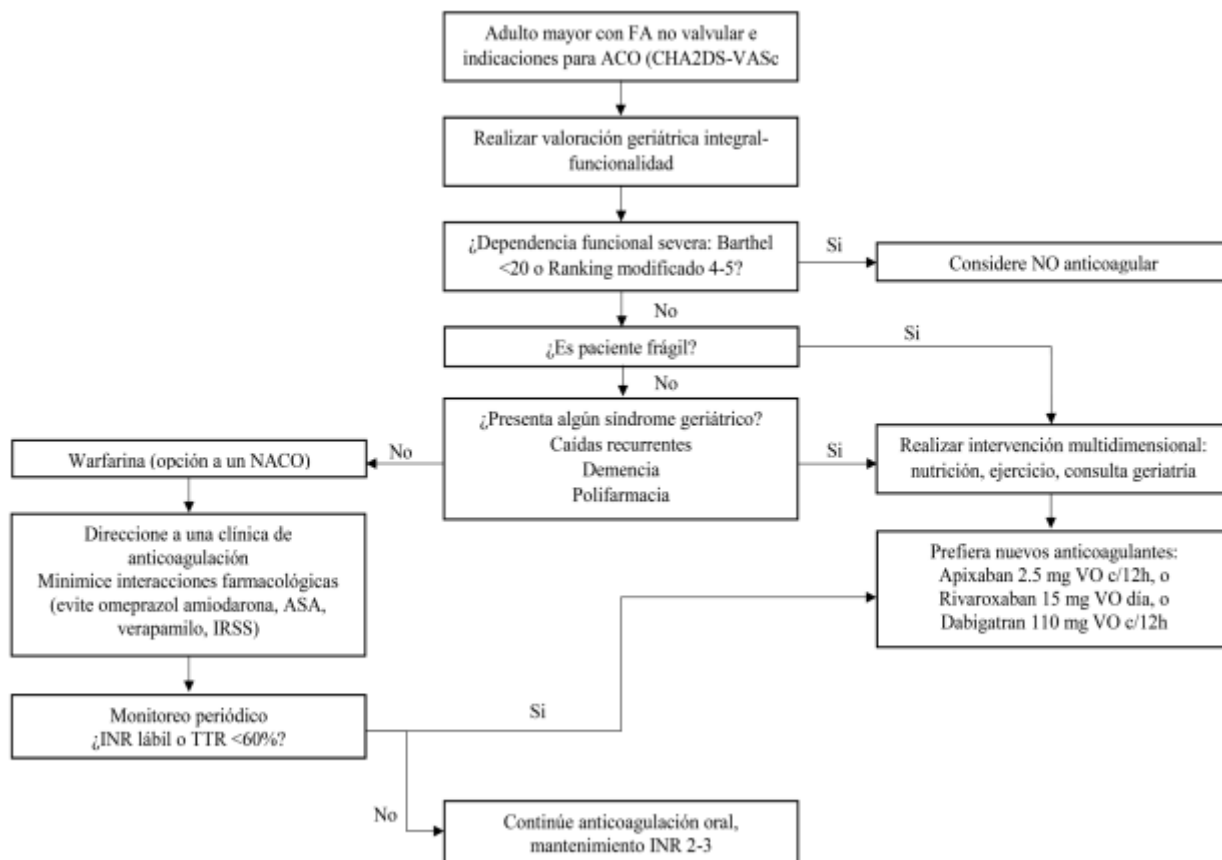 Adulto mayor con FA no valvular e
indicaciones para ACO (CHA2DS-VASc
Realizar valoración geriátrica integral-
funcionalidad
¿Dependencia funcional severa: Barthel
<20 o Ranking modificado 4-5?
Si
Considere NO anticoagular
No
¿Es paciente frágil?
Si
No
¿Presenta algún síndrome geriátrico?
Caídas recurrentes
Demencia
Polifarmacia
No
Si
Warfarina (opción a un NACO)
Realizar intervención multidimensional:
nutrición, ejercicio, consulta geriatría
Direccione a una clínica de
anticoagulación
Minimice interacciones farmacológicas
(evite omeprazol amiodarona, ASA,
verapamilo, IRSS)
Prefiera nuevos anticoagulantes:
Apixaban 2.5 mg VO c/12h, o
Rivaroxaban 15 mg VO día, o
Dabigatran 110 mg VO c/12h
Monitoreo periódico
¿INR lábil o TTR <60%?
Si
No
Continúe anticoagulación oral,
mantenimiento INR 2-3